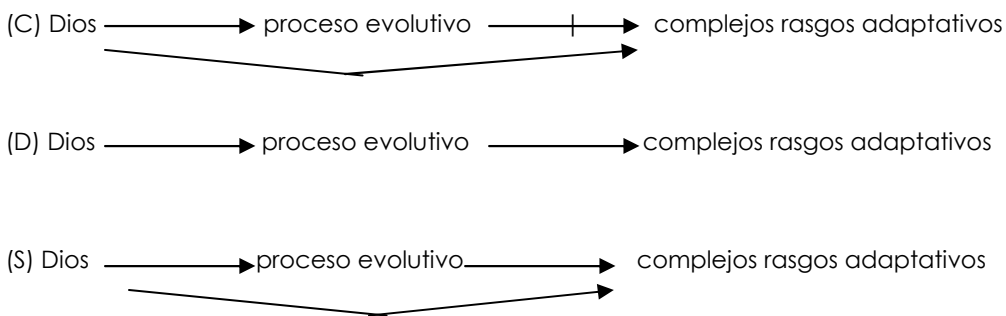 (C) Dios proceso evolutivo complejos rasgos adaptativos
(D) Dios proceso evolutivo complejos rasgos adaptativos
(S) Dios proceso evolutivo complejos rasgos adaptativos